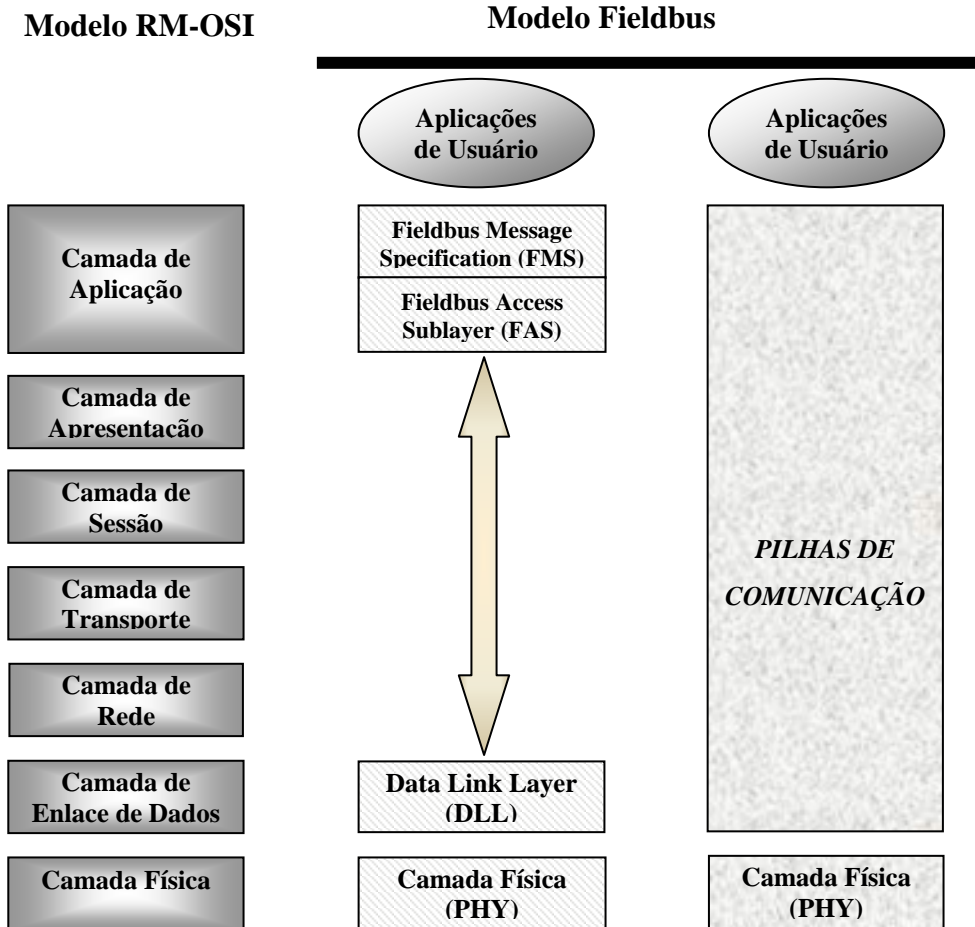 Modelo RM-OSI
Modelo Fieldbus
Aplicações
de Usuário
Aplicações
de Usuário
Camada de
Aplicação
Fieldbus Message
Specification (FMS)
Fieldbus Access
Sublayer (FAS)
Camada de
Apresentação
Camada de
Sessão
Camada de
Transporte
Camada de
Rede
PILHAS DE
COMUNICAÇÃO
Camada de
Enlace de Dados
Data Link Layer
(DLL)
Camada Física
Camada Física
(PHY)
Camada Física
(PHY)